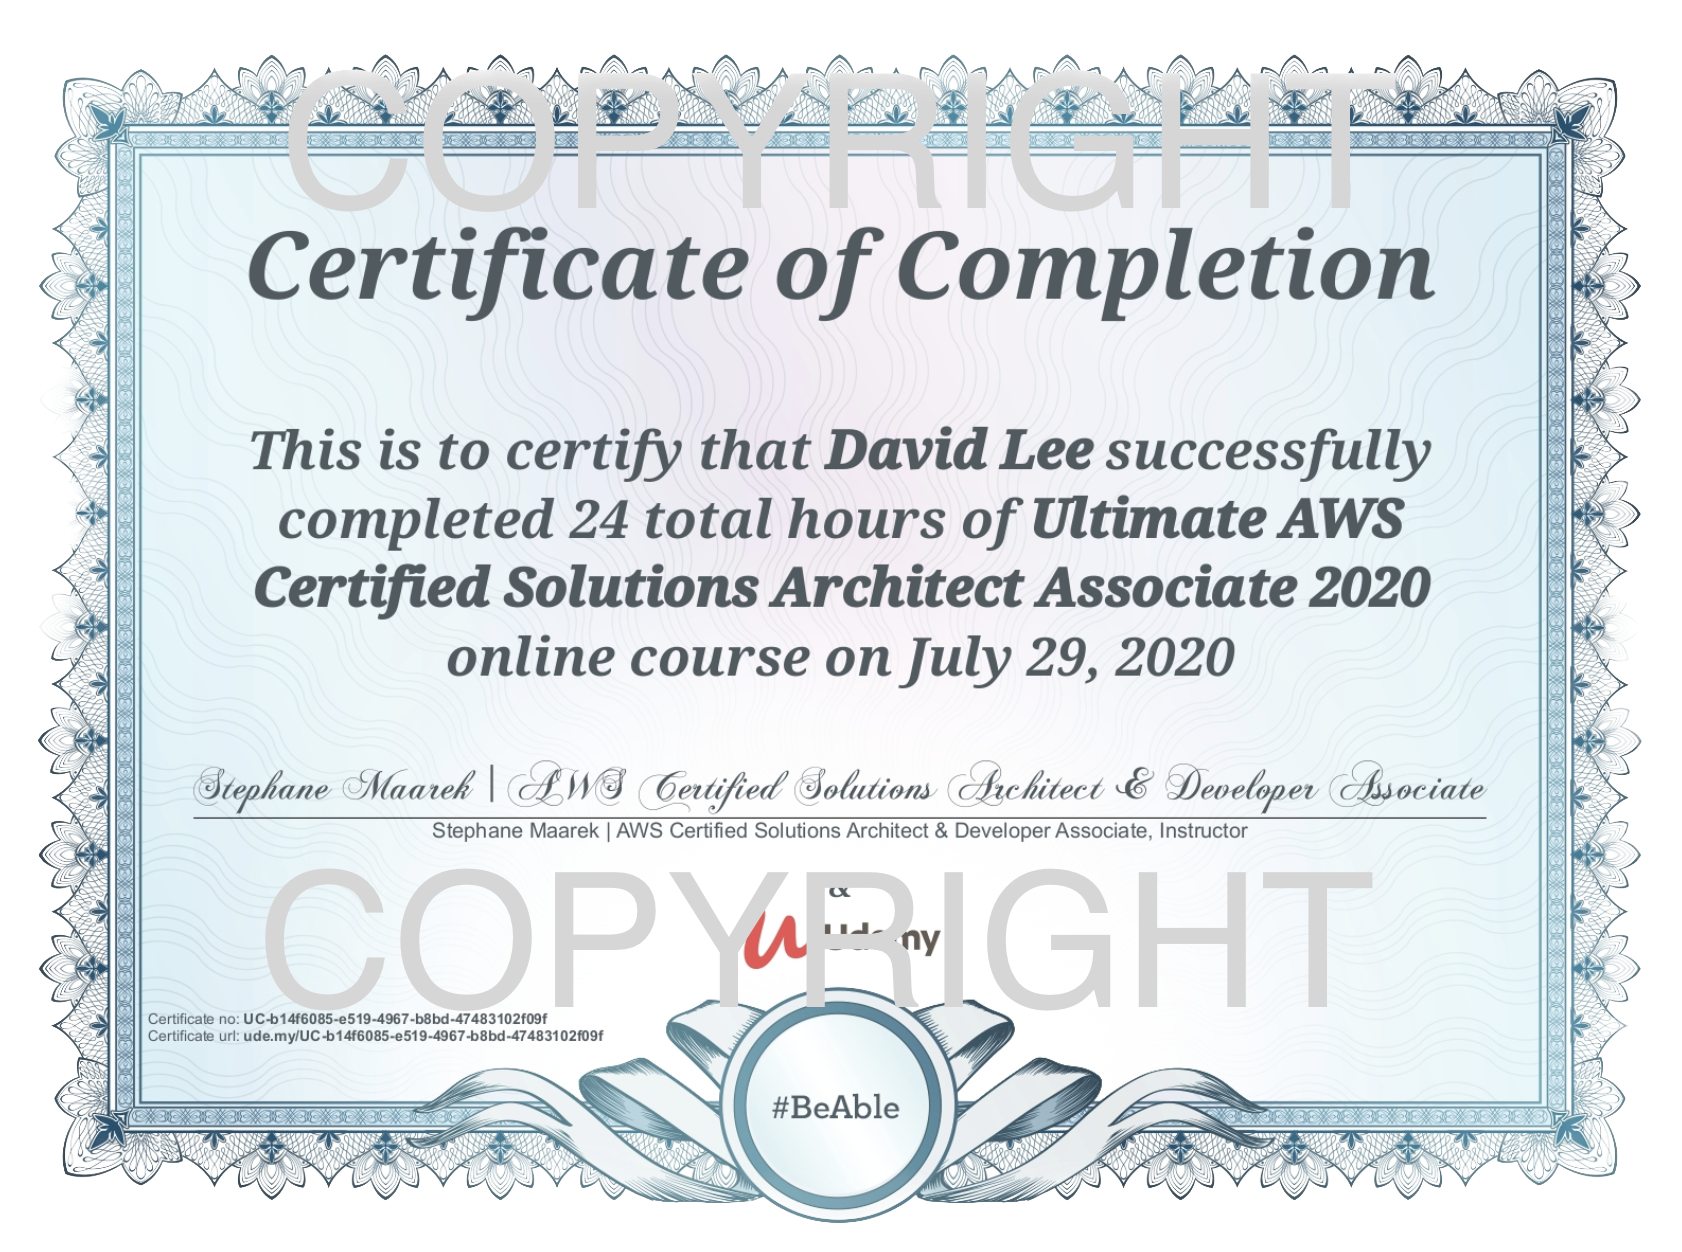 COPYRIGHT
Certificate of Completion
This is to certify that David Lee successfully
completed 24 total hours of Ultimate AWS
Certified Solutions Architect Associate 2020
online course on July 29, 2020
Stephane Maarek | AWS Certified Solutions Architect & Developer Associate
Stephane Maarek | AWS Certified Solutions Architect & Developer Associate, Instructor
&
Udemy
COPYRIGHT
Certificate no: UC-b14f6085-e519-4967-b8bd-47483102f09f
Certificate url: ude.my/UC-b14f6085-e519-4967-b8bd-47483102f09f
#BeAble